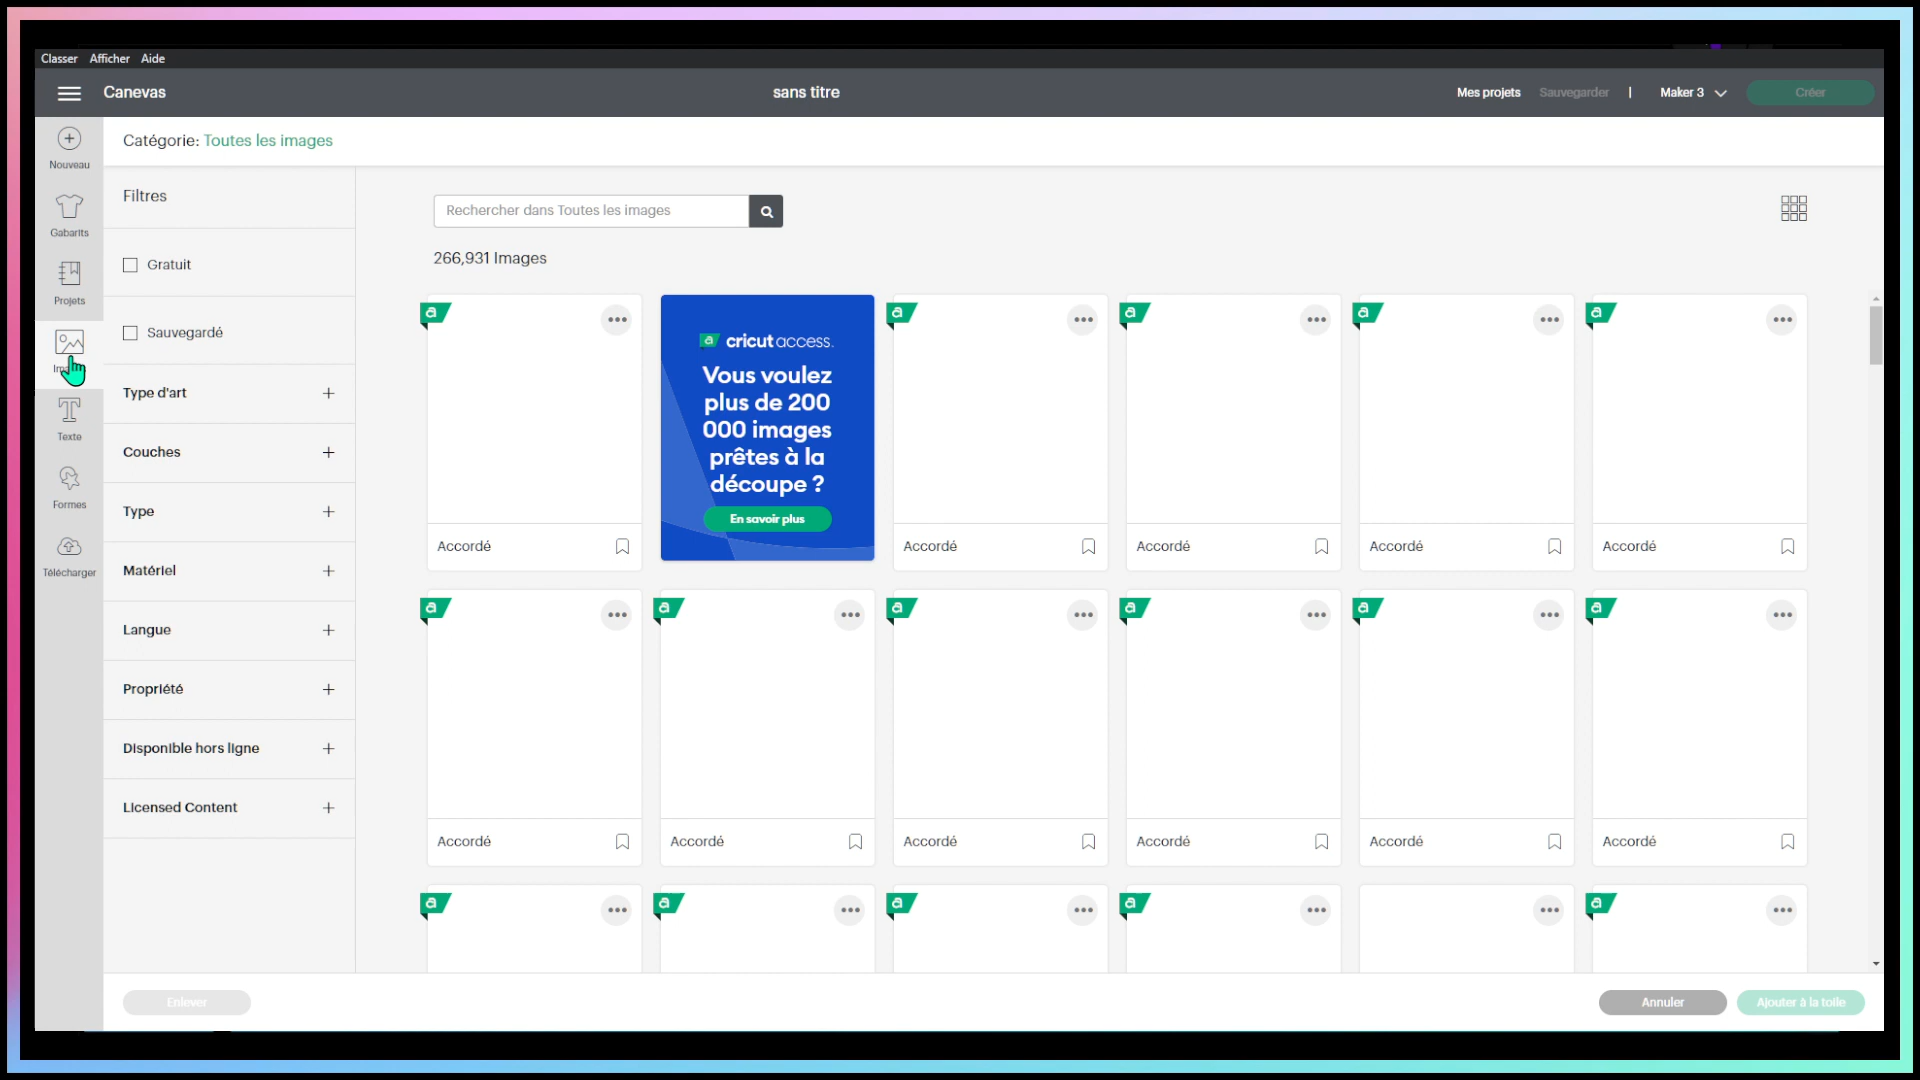 Classer Afficher Aide
Canevas
sans titre
Mes projets Sauvegarder | Maker 3 Créer
Nouveau
Gabarits
Projets
Texte
Formes
Télécharger
Catégorie: Toutes les images
Filtres
Gratuit
Sauvegardé
Type d'art +
Couches +
Type +
Matériel +
Langue +
Propriété +
Disponible hors ligne +
Licensed Content +
Rechercher dans Toutes les images
266,931 Images
a
a cricut access.
Vous voulez
plus de 200
000 images
prêtes à la
découpe ?
En savoir plus
a
a
a
a
Accordé
Accordé
Accordé
Accordé
Accordé
a
a
a
a
a
a
Accordé
Accordé
Accordé
Accordé
Accordé
Accordé
a
a
a
a
a
Enlever
Annuler
Ajouter à la toile